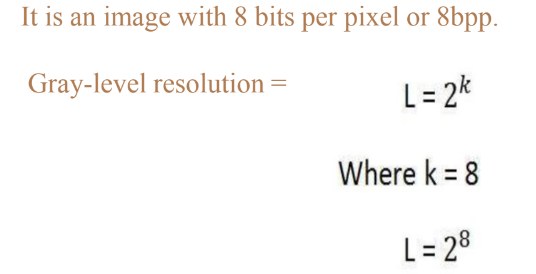 It is an image with 8 bits per pixel or 8bpp.
Gray-level resolution = L = 2^k
Where k = 8
L = 2^8